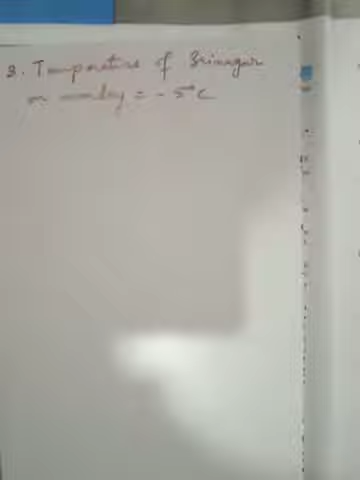 3. Temperature of Srinagar
on monday = - 5°C